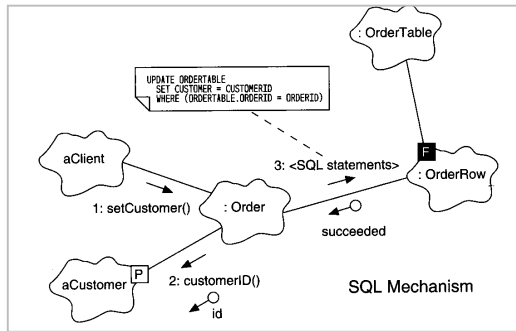 : OrderTable
UPDATE ORDERTABLE
SET CUSTOMER = CUSTOMERID
WHERE (ORDERTABLE.ORDERID = ORDERID)
F
aClient
3: <SQL statements>
: OrderRow
1: setCustomer()
: Order
succeeded
P
aCustomer
2: customerID()
id
SQL Mechanism